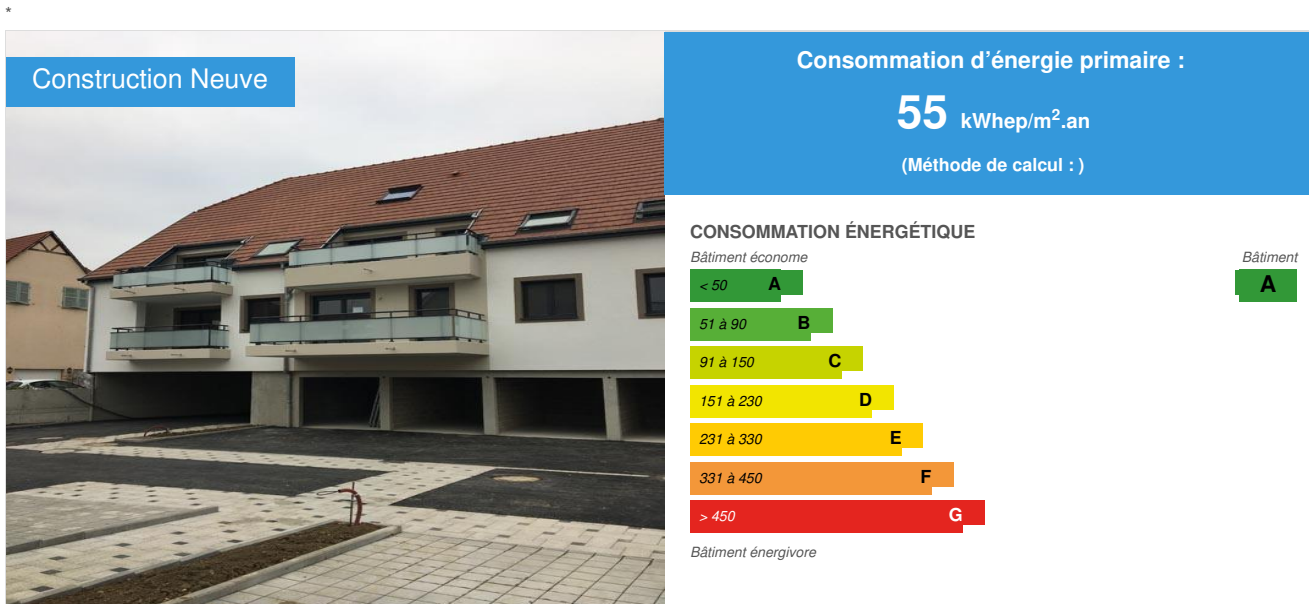 *
Construction Neuve
Consommation d'énergie primaire :
55 kWhep/m².an
(Méthode de calcul : )
CONSOMMATION ÉNERGÉTIQUE
Bâtiment économe
Bâtiment
< 50 A
A
51 à 90 B
91 à 150 C
151 à 230 D
231 à 330 E
331 à 450 F
> 450 G
Bâtiment énergivore